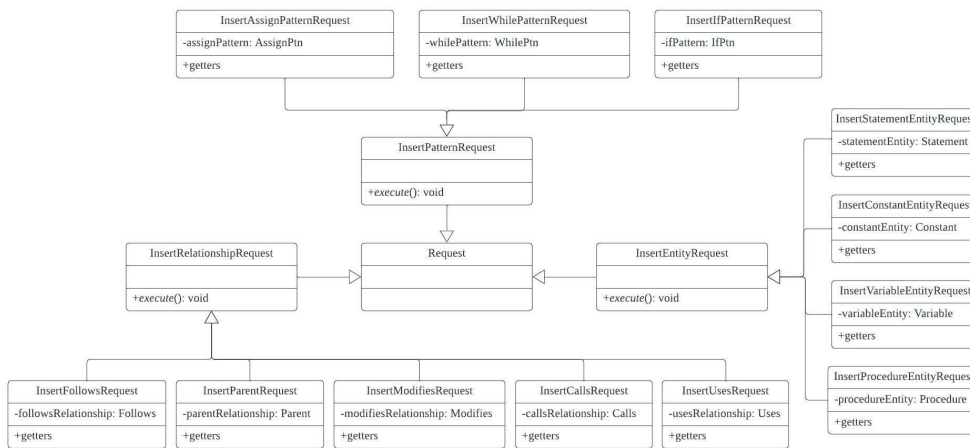 InsertAssignPatternRequest
-assignPattern: AssignPtn
+getters
InsertWhilePatternRequest
-whilePattern: WhilePtn
+getters
InsertIfPatternRequest
-ifPattern: IfPtn
+getters
InsertPatternRequest
+execute(): void
InsertRelationshipRequest
+execute(): void
Request
InsertEntityRequest
+execute(): void
InsertStatementEntityReques
-statementEntity: Statement
+getters
InsertConstantEntityRequest
-constantEntity: Constant
+getters
InsertVariableEntityRequest
-variableEntity: Variable
+getters
InsertProcedureEntityReques
-procedureEntity: Procedure
+getters
InsertFollowsRequest
-followsRelationship: Follows
+getters
InsertParentRequest
-parentRelationship: Parent
+getters
InsertModifiesRequest
-modifiesRelationship: Modifies
+getters
InsertCallsRequest
-callsRelationship: Calls
+getters
InsertUsesRequest
-usesRelationship: Uses
+getters